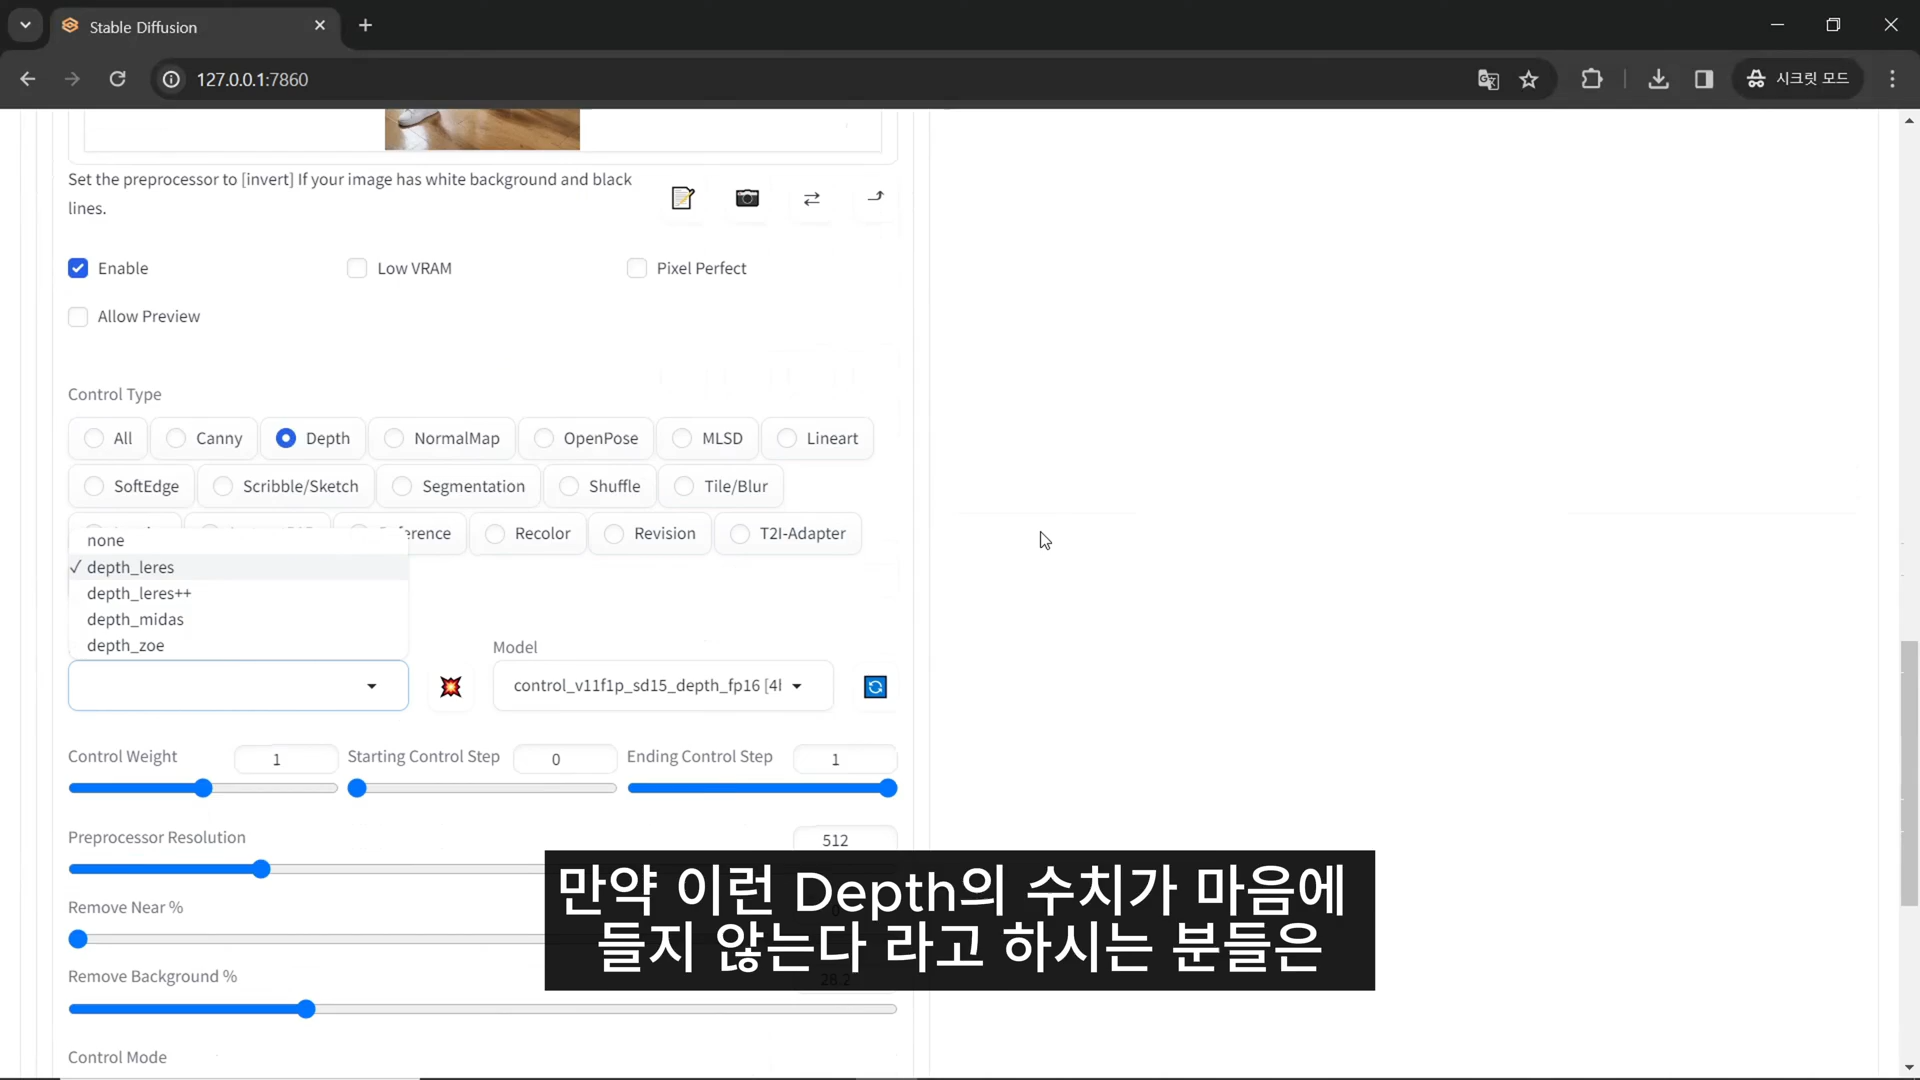 Stable Diffusion
127.0.0.1:7860
시크릿 모드
Set the preprocessor to [invert] If your image has white background and black
lines.
Enable
Low VRAM
Pixel Perfect
Allow Preview
Control Type
All
Canny
Depth
NormalMap
OpenPose
MLSD
Lineart
SoftEdge
Scribble/Sketch
Segmentation
Shuffle
Tile/Blur
erence
Recolor
Revision
T2I-Adapter
none
✓ depth_leres
depth_leres++
depth_midas
depth_zoe
Model
control_v11f1p_sd15_depth_fp16 [4l
Control Weight
1
Starting Control Step
0
Ending Control Step
1
Preprocessor Resolution
512
Remove Near %
Remove Background %
Control Mode
만약 이런 Depth의 수치가 마음에
들지 않는다 라고 하시는 분들은